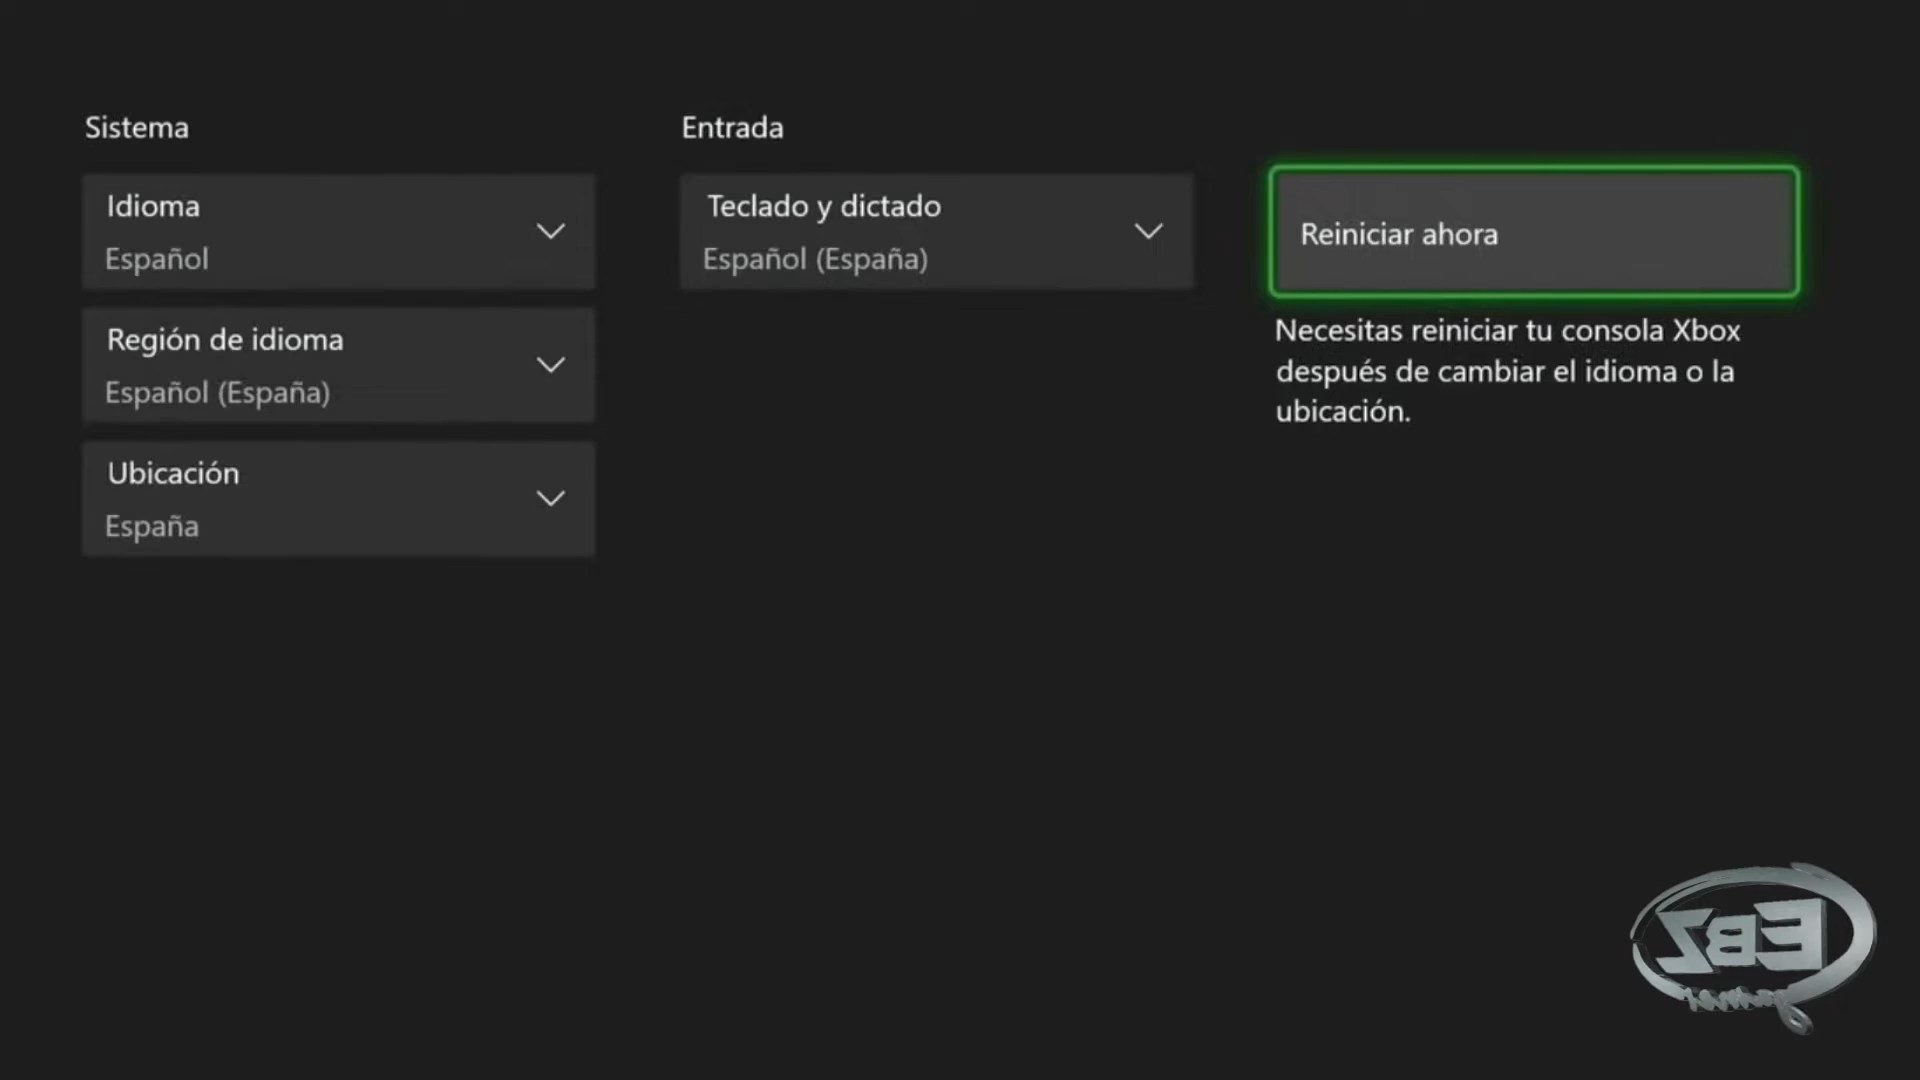 Sistema
Idioma
Español
Región de idioma
Español (España)
Ubicación
España
Entrada
Teclado y dictado
Español (España)
Reiniciar ahora
Necesitas reiniciar tu consola Xbox
después de cambiar el idioma o la
ubicación.
EBZ